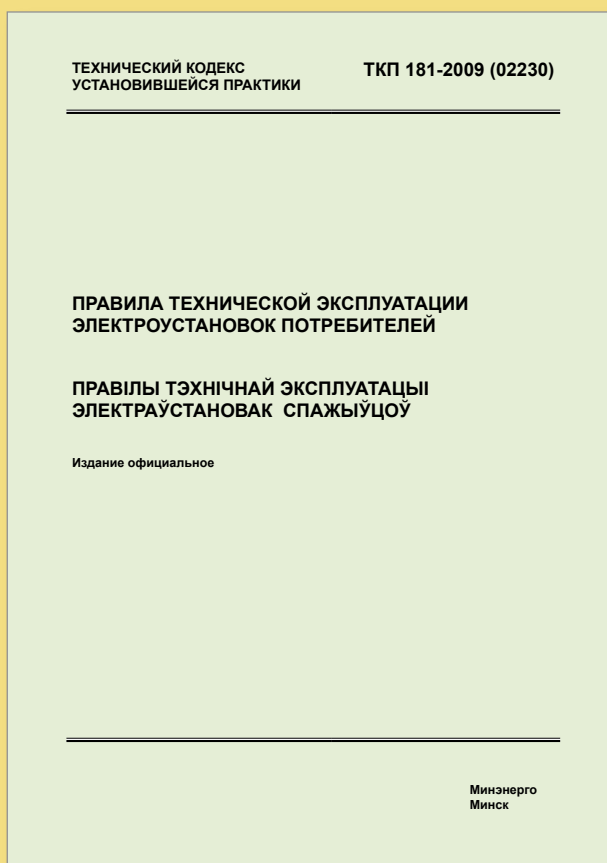 ТЕХНИЧЕСКИЙ КОДЕКС
УСТАНОВИВШЕЙСЯ ПРАКТИКИ
ТКП 181-2009 (02230)
ПРАВИЛА ТЕХНИЧЕСКОЙ ЭКСПЛУАТАЦИИ
ЭЛЕКТРОУСТАНОВОК ПОТРЕБИТЕЛЕЙ
ПРАВІЛЫ ТЭХНІЧНАЙ ЭКСПЛУАТАЦЫІ
ЭЛЕКТРАЎСТАНОВАК СПАЖЫЎЦОЎ
Издание официальное
Минэнерго
Минск